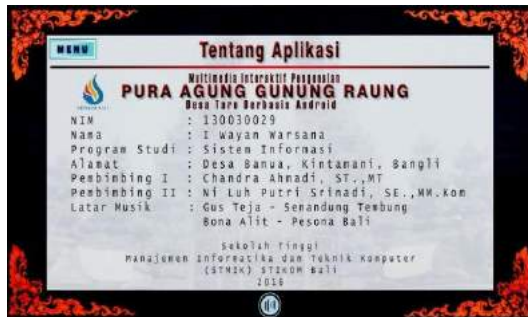 MENU
Tentang Aplikasi
Multimedia Interaktif Pengenalan
PURA AGUNG GUNUNG RAUNG
Desa Taro Berbasis Android
NIM : 130030029
Nama : I Wayan Warsana
Program Studi : Sistem Informasi
Alamat : Desa Banua, Kintamani, Bangli
Pembimbing I : Chandra Ahmadi, ST.,MT
Pembimbing II : Ni Luh Putri Srinadi, SE.,MM.Kom
Latar Musik : Gus Teja - Senandung Tembung
Bona Alit - Pesona Bali
Sekolah Tinggi
Manajemen Informatika dan Teknik Komputer
(STMIK) STIKOM Bali
2016